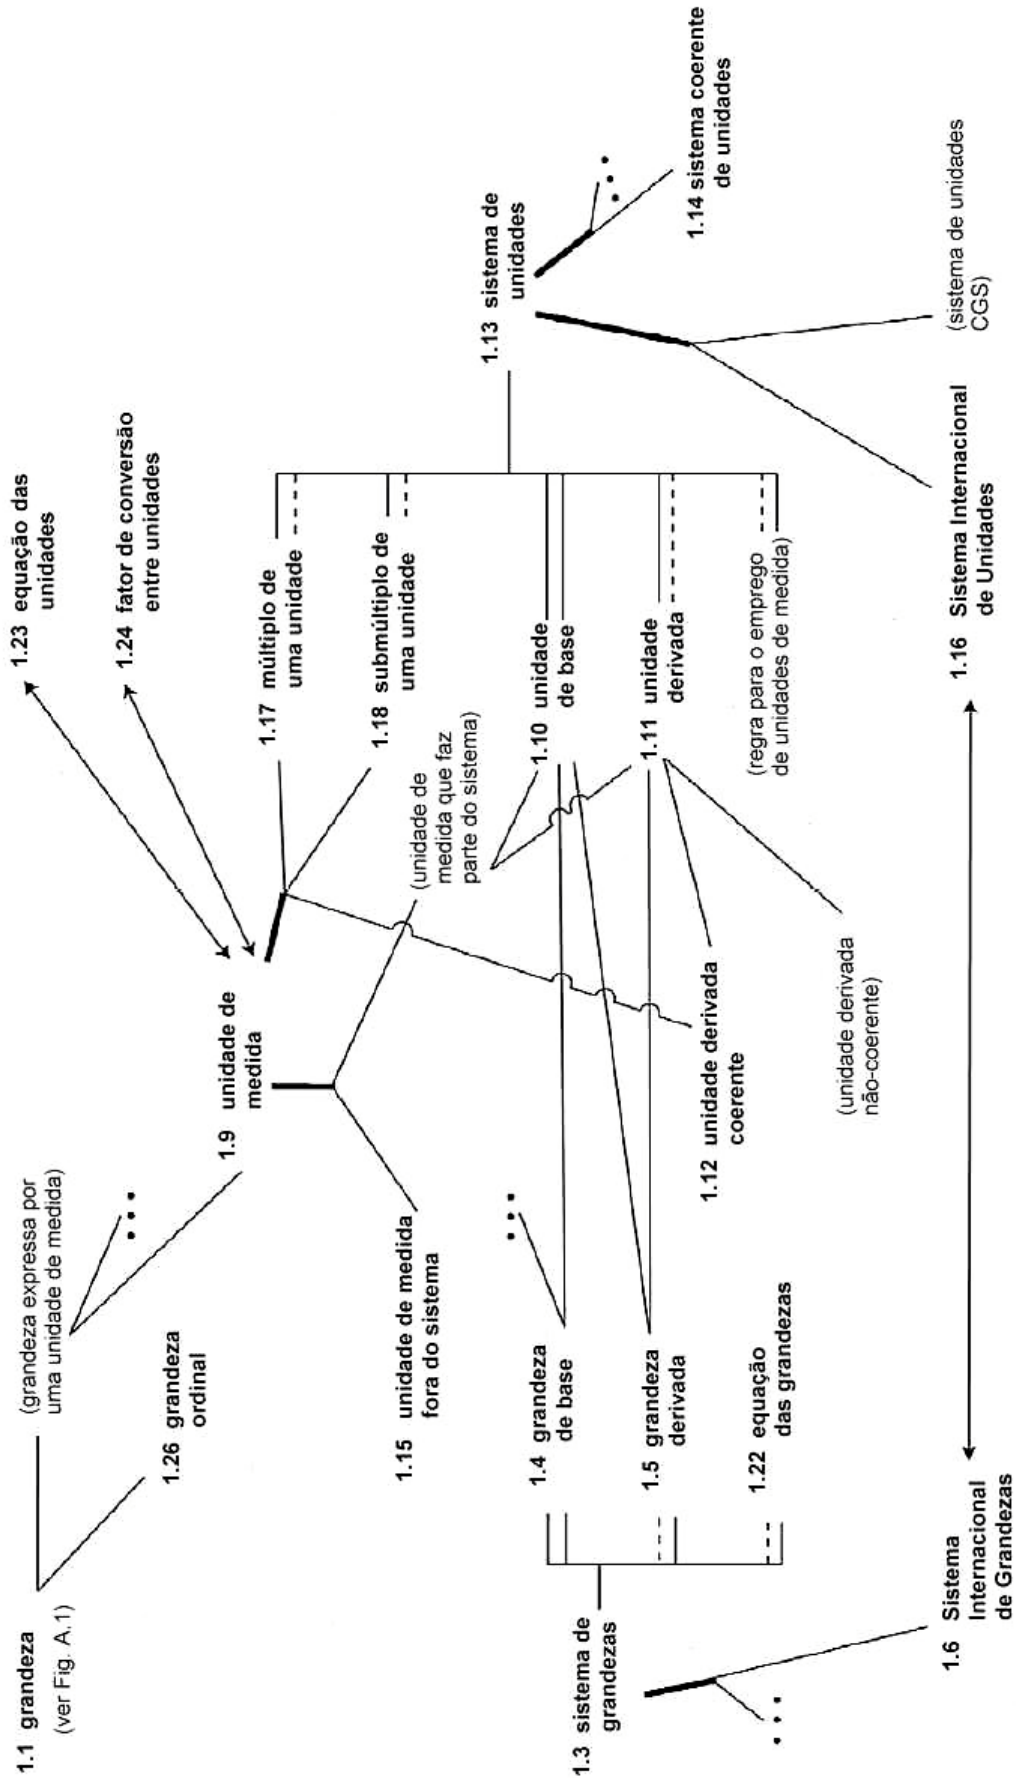 1.1 grandeza
(ver Fig. A.1)
(grandeza expressa por
uma unidade de medida)
1.26 grandeza
ordinal
1.23 equação das
unidades
1.24 fator de conversão
entre unidades
1.9 unidade de
medida
1.17 múltiplo de
uma unidade
1.18 submúltiplo de
uma unidade
1.15 unidade de medida
fora do sistema
(unidade de
medida que faz
parte do sistema)
1.13 sistema de
unidades
1.3 sistema de
grandezas
1.4 grandeza
de base
1.10 unidade
de base
1.5 grandeza
derivada
1.11 unidade
derivada
1.22 equação
das grandezas
1.12 unidade derivada
coerente
(regra para o emprego
de unidades de medida)
1.14 sistema coerente
de unidades
(unidade derivada
não-coerente)
1.6 Sistema
Internacional
de Grandezas
1.16 Sistema Internacional
de Unidades
(sistema de unidades
CGS)